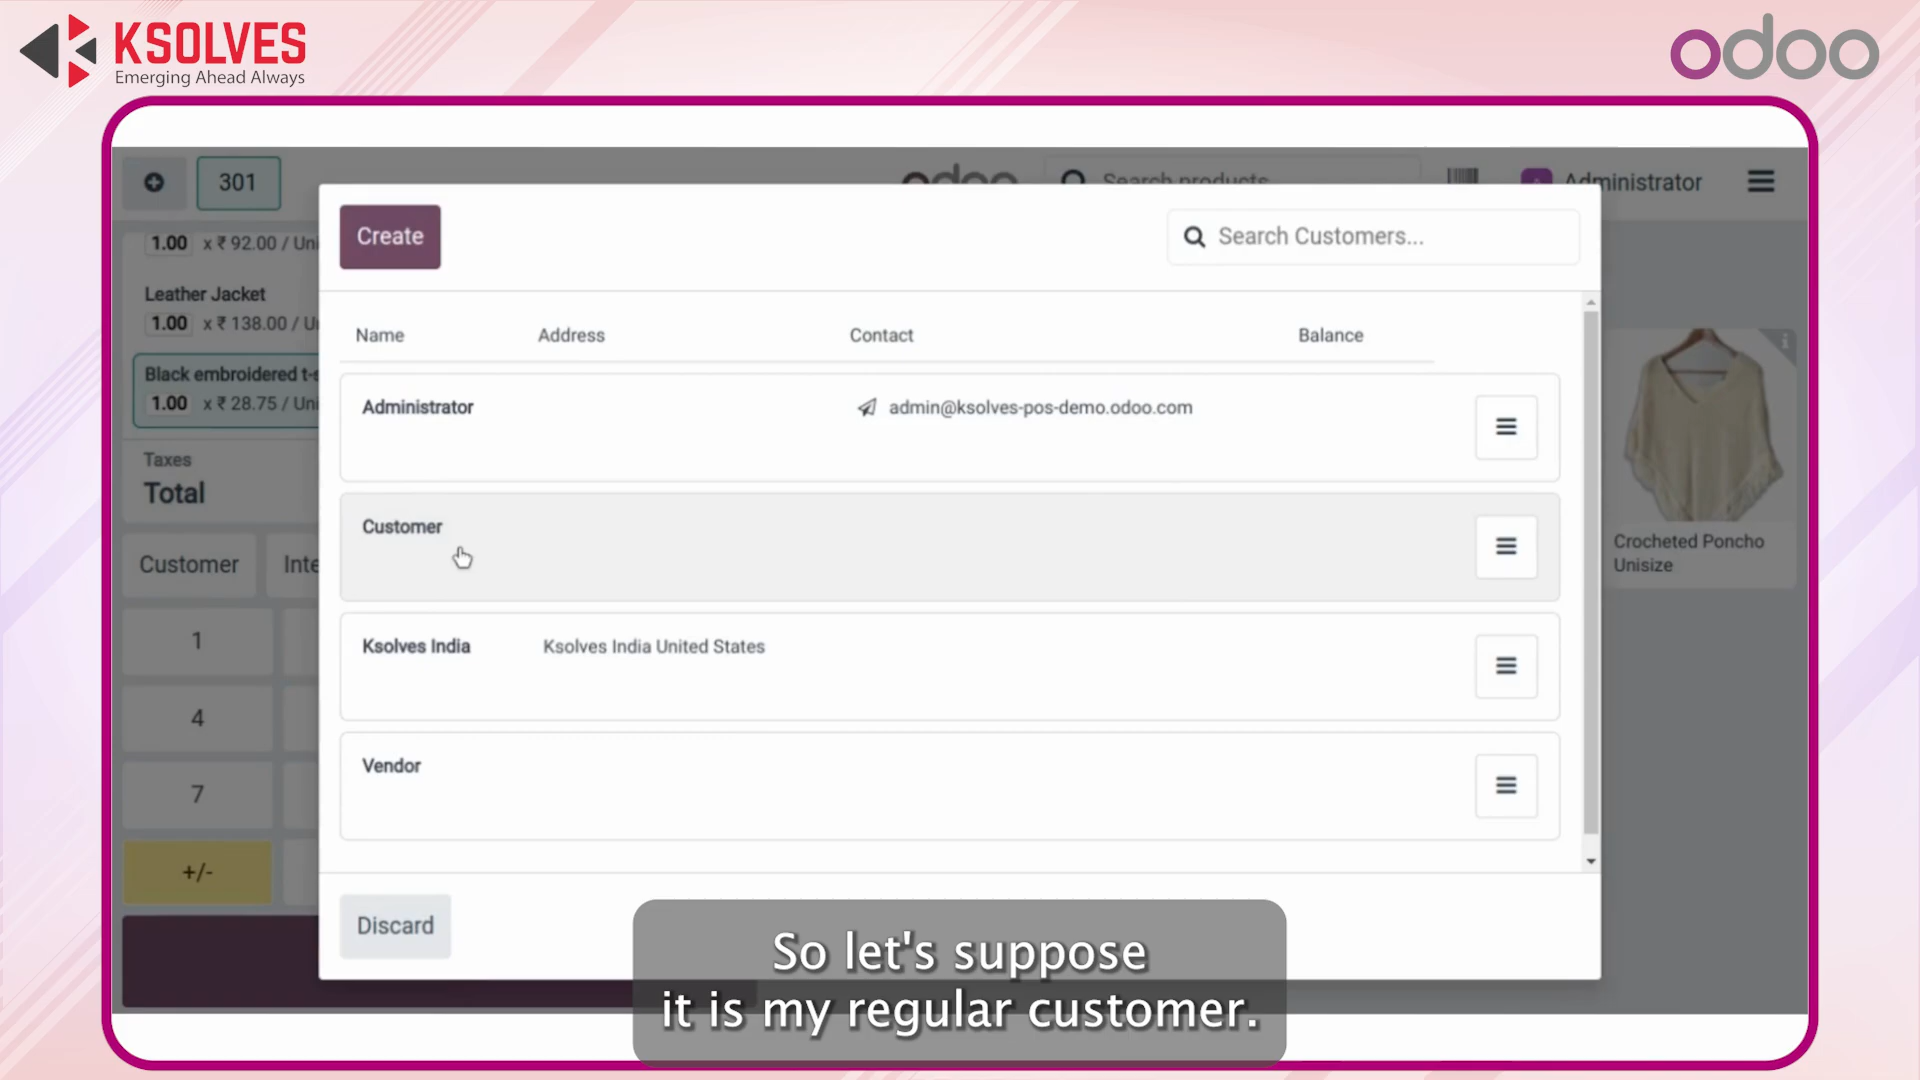 KSOLVES
Emerging Ahead Always
odoo
301
odoo
Search products
Administrator
1.00 x ₹ 92.00 / Uni
Leather Jacket
1.00 x ₹ 138.00 / U
Black embroidered t-s
1.00 x ₹ 28.75 / Uni
Taxes
Total
Customer
Inte
1
4
7
+/-
Create
Search Customers...
Name Address Contact Balance
Administrator admin@ksolves-pos-demo.odoo.com
Customer
Ksolves India Ksolves India United States
Vendor
Discard
Crocheted Poncho
Unisize
So let's suppose
it is my regular customer.